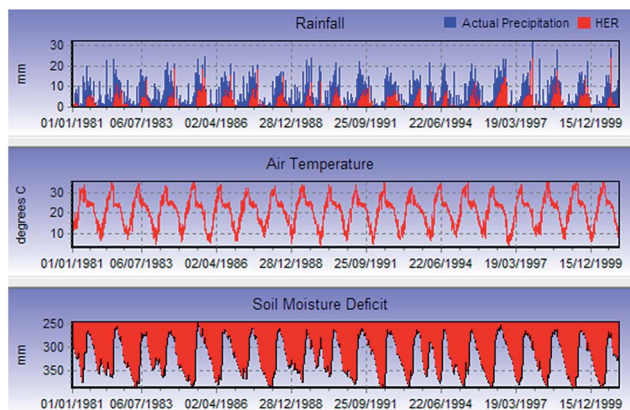 Rainfall
Actual Precipitation HER
30
20
10
0
mm
01/01/1981 06/07/1983 02/04/1986 28/12/1988 25/09/1991 22/06/1994 19/03/1997 15/12/1999
Air Temperature
30
20
10
degrees C
01/01/1981 06/07/1983 02/04/1986 28/12/1988 25/09/1991 22/06/1994 19/03/1997 15/12/1999
Soil Moisture Deficit
250
300
350
mm
01/01/1981 06/07/1983 02/04/1986 28/12/1988 25/09/1991 22/06/1994 19/03/1997 15/12/1999